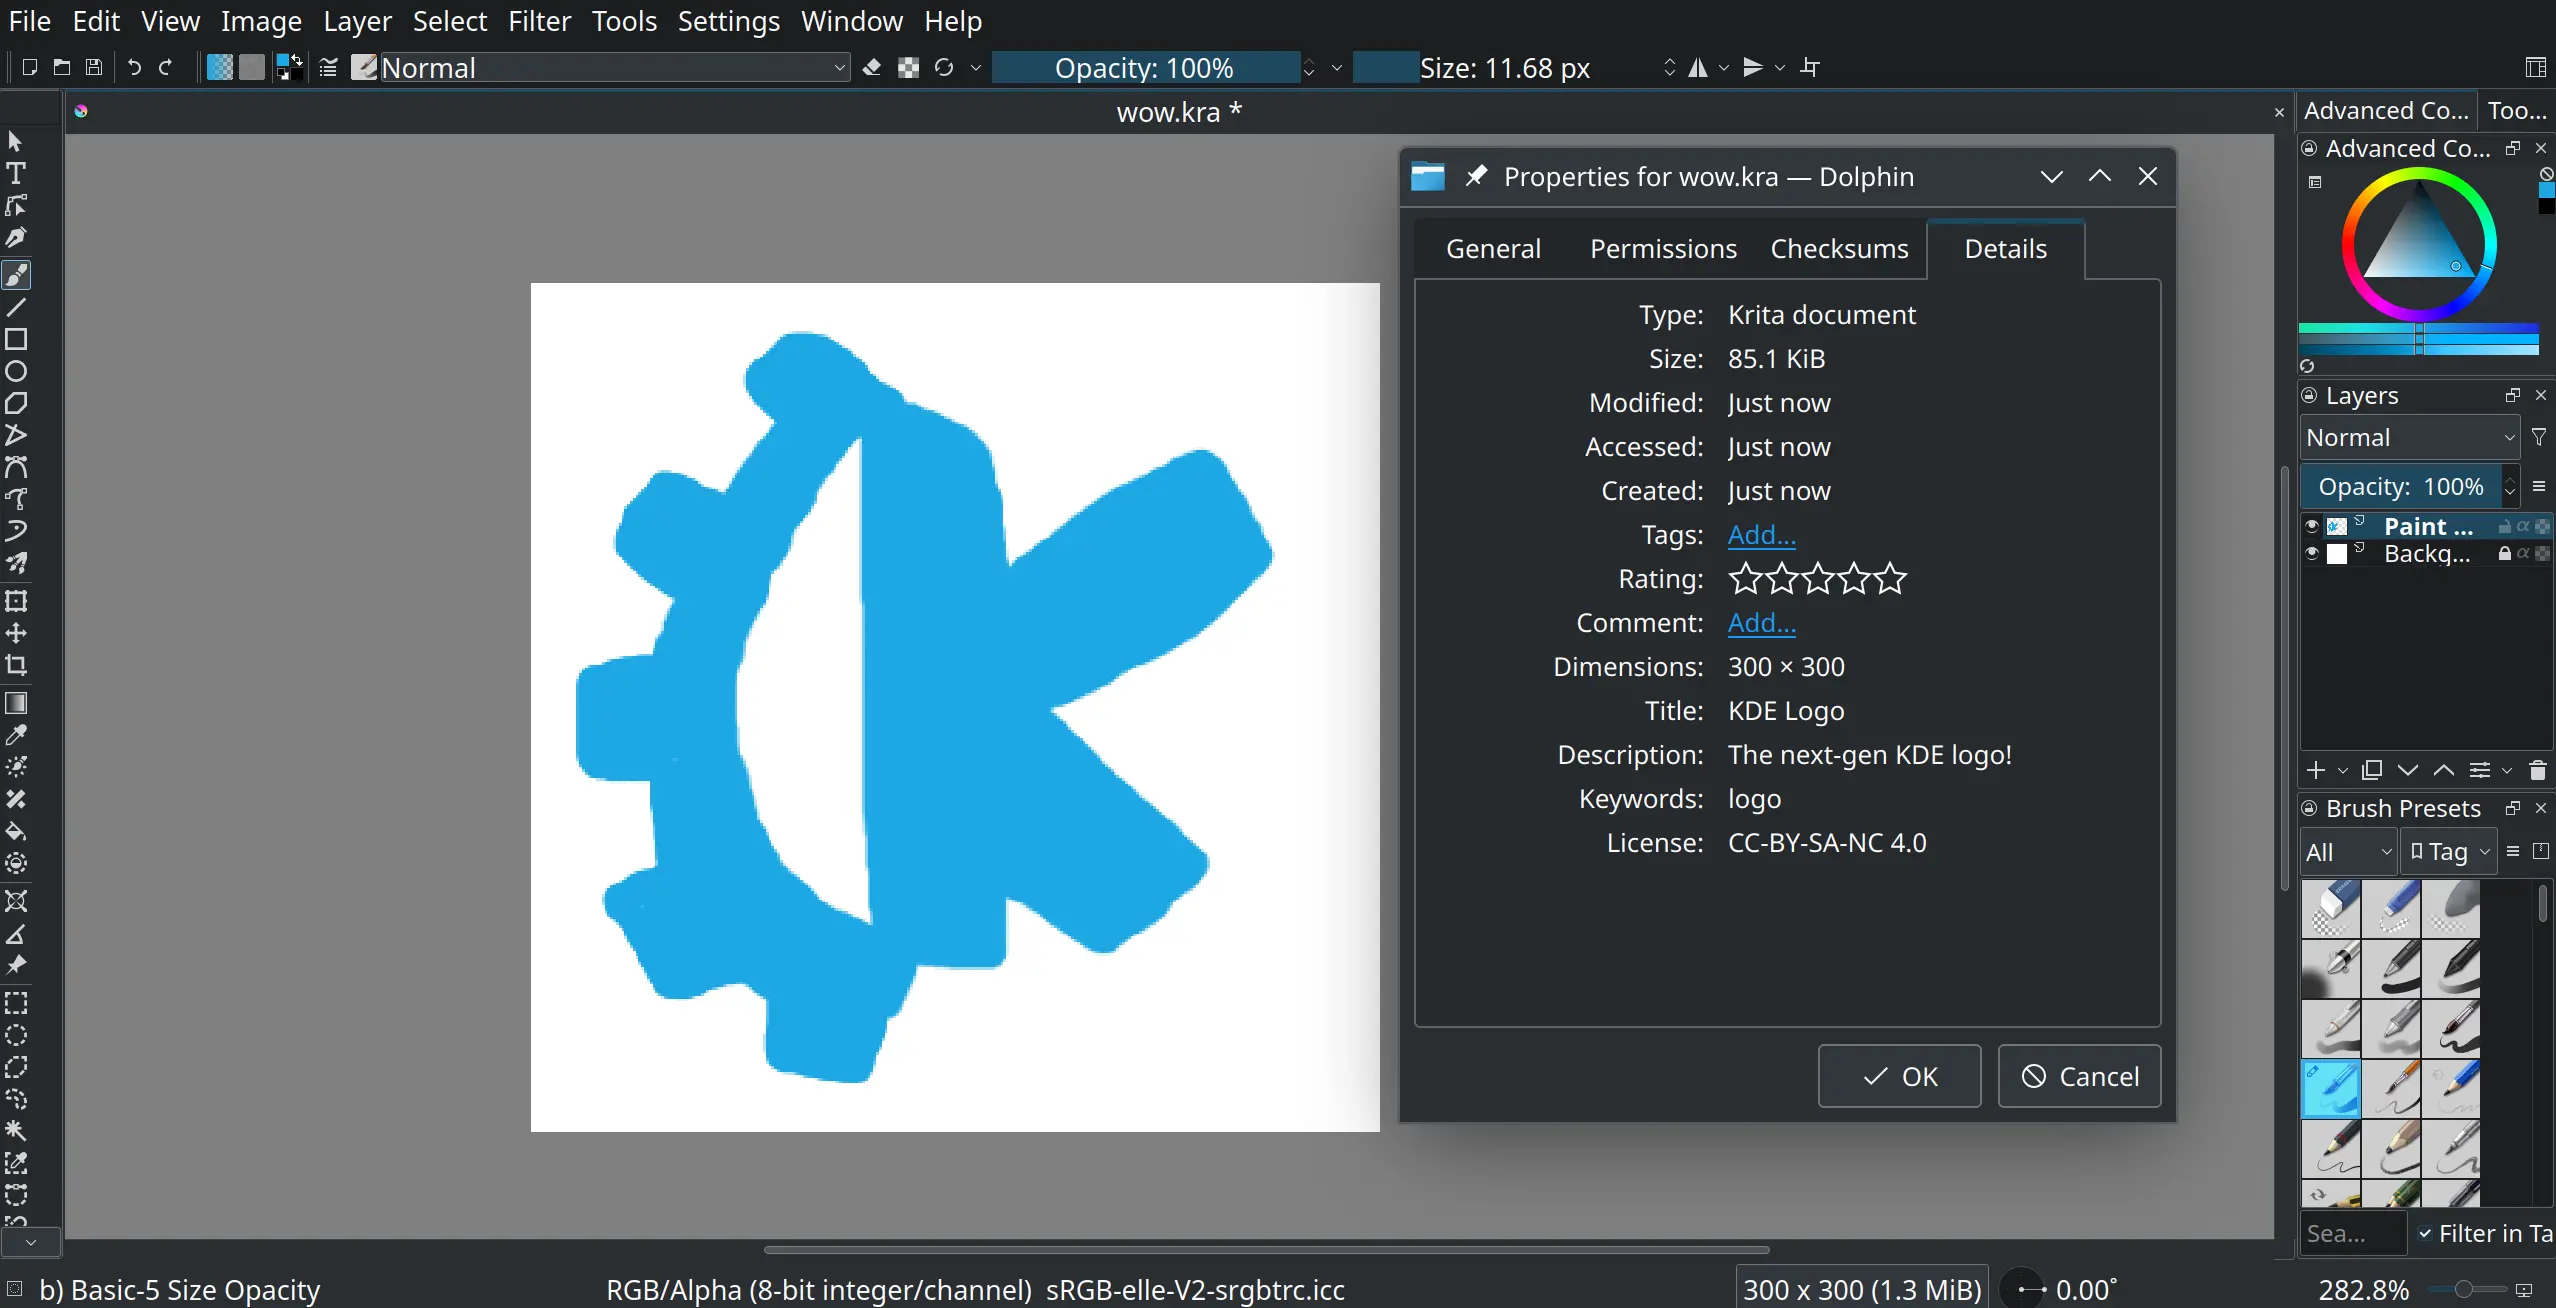 File Edit View Image Layer Select Filter Tools Settings Window Help
Normal Opacity: 100% Size: 11.68 px
wow.kra *
Advanced Co... Too...
Advanced Co...
Properties for wow.kra — Dolphin
General Permissions Checksums Details
Type: Krita document
Size: 85.1 KiB
Modified: Just now
Accessed: Just now
Created: Just now
Tags: Add...
Rating:
Comment: Add...
Dimensions: 300 × 300
Title: KDE Logo
Description: The next-gen KDE logo!
Keywords: logo
License: CC-BY-SA-NC 4.0
OK Cancel
Layers
Normal
Opacity: 100%
Paint ...
Backg...
Brush Presets
All Tag
Sea... Filter in Ta
b) Basic-5 Size Opacity RGB/Alpha (8-bit integer/channel) sRGB-elle-V2-srgbtrc.icc 300 x 300 (1.3 MiB) 0.00° 282.8%